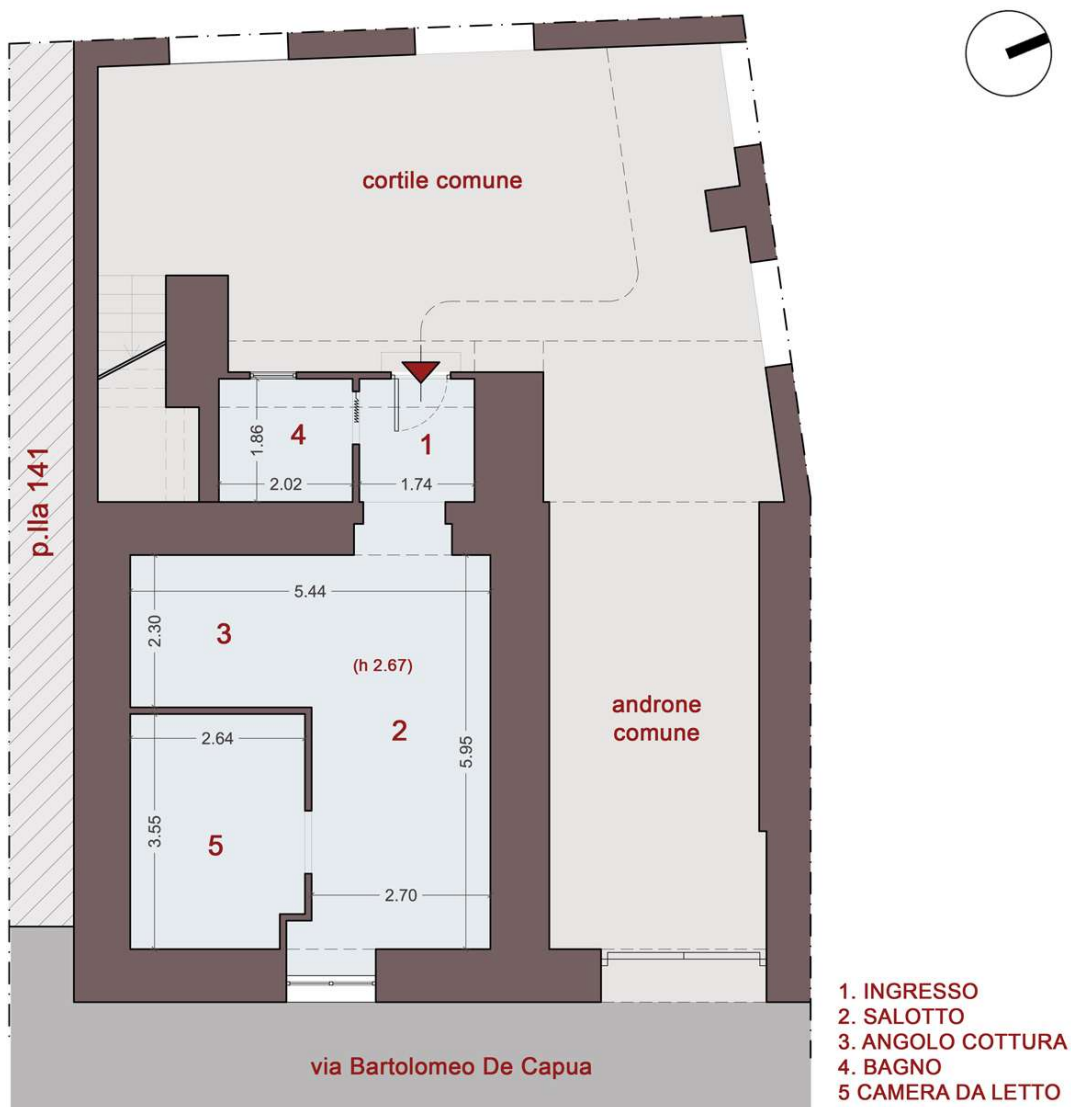 cortile comune
p.lla 141
4
1
1.86
2.02
1.74
5.44
2.30
3
(h 2.67)
2
5.95
androne
comune
2.64
3.55
5
2.70
via Bartolomeo De Capua
1. INGRESSO
2. SALOTTO
3. ANGOLO COTTURA
4. BAGNO
5 CAMERA DA LETTO